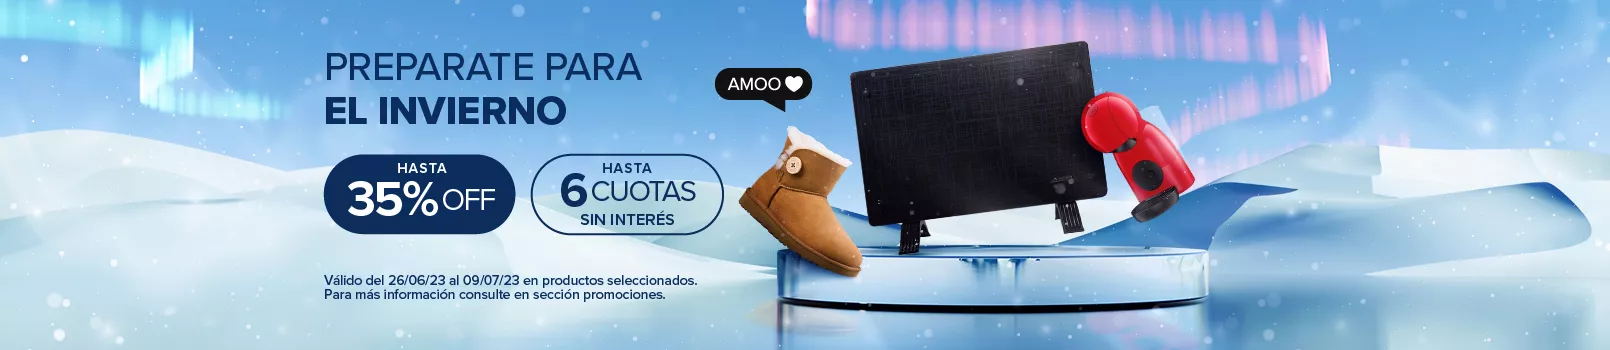 PREPARATE PARA
EL INVIERNO
HASTA
35% OFF
HASTA
6 CUOTAS
SIN INTERÉS
Válido del 26/06/23 al 09/07/23 en productos seleccionados.
Para más información consulte en sección promociones.
AMOO